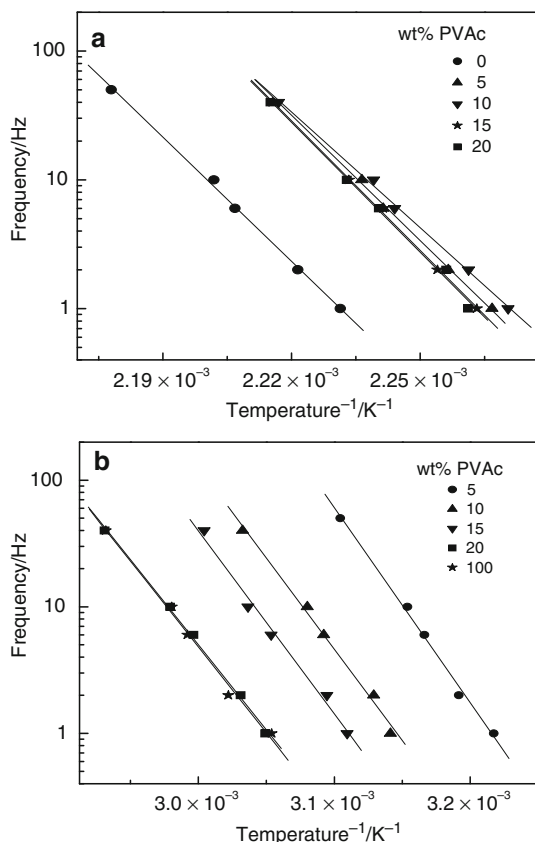 a
wt% PVAc
0
5
10
15
20
100
10
1
Frequency/Hz
2.19 × 10⁻³
2.22 × 10⁻³
2.25 × 10⁻³
Temperature⁻¹/K⁻¹
b
wt% PVAc
5
10
15
20
100
100
10
1
Frequency/Hz
3.0 × 10⁻³
3.1 × 10⁻³
3.2 × 10⁻³
Temperature⁻¹/K⁻¹